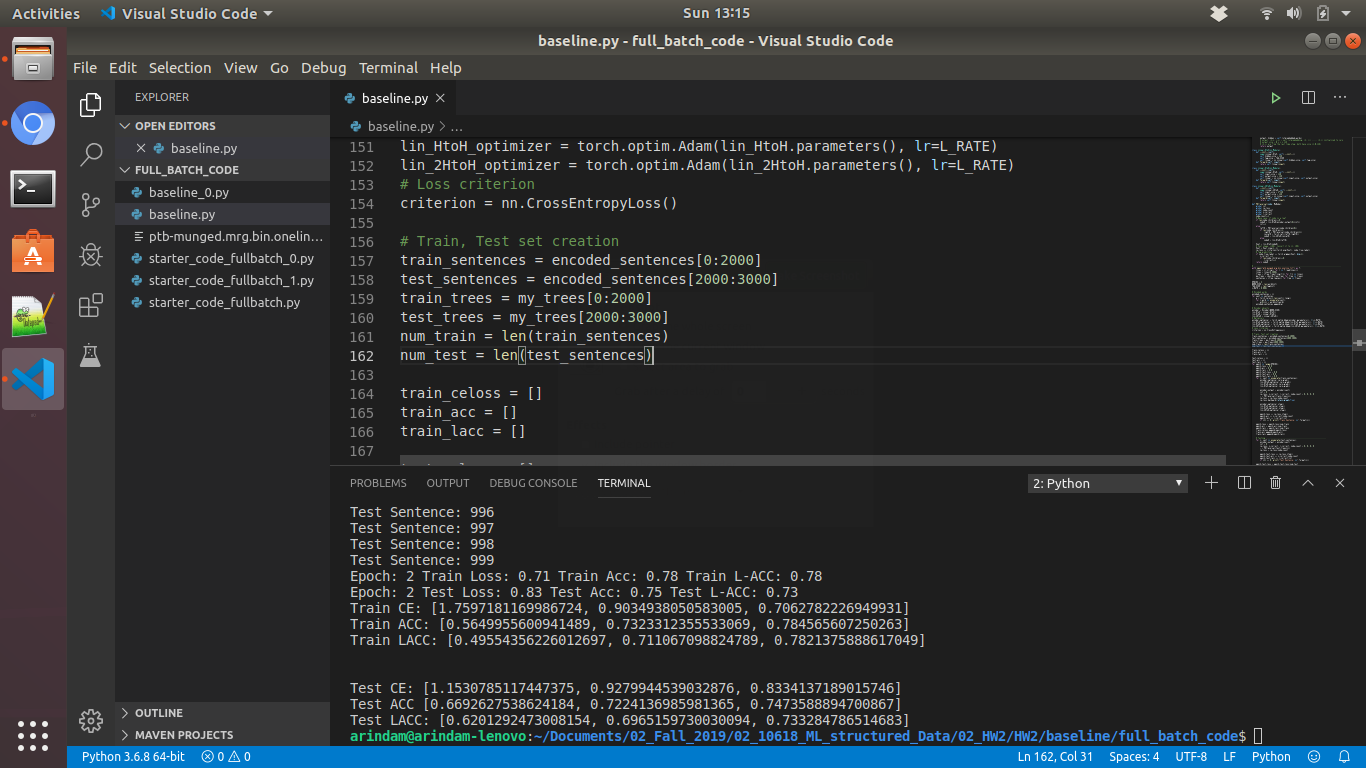 Activities Visual Studio Code Sun 13:15
baseline.py - full_batch_code - Visual Studio Code
File Edit Selection View Go Debug Terminal Help
EXPLORER
OPEN EDITORS
baseline.py
FULL_BATCH_CODE
baseline_0.py
baseline.py
ptb-munged.mrg.bin.onelin...
starter_code_fullbatch_0.py
starter_code_fullbatch_1.py
starter_code_fullbatch.py
OUTLINE
MAVEN PROJECTS
baseline.py
baseline.py > ...
151 lin_HtoH_optimizer = torch.optim.Adam(lin_HtoH.parameters(), lr=L_RATE)
152 lin_2HtoH_optimizer = torch.optim.Adam(lin_2HtoH.parameters(), lr=L_RATE)
153 # Loss criterion
154 criterion = nn.CrossEntropyLoss()
155
156 # Train, Test set creation
157 train_sentences = encoded_sentences[0:2000]
158 test_sentences = encoded_sentences[2000:3000]
159 train_trees = my_trees[0:2000]
160 test_trees = my_trees[2000:3000]
161 num_train = len(train_sentences)
162 num_test = len(test_sentences)
163
164 train_celoss = []
165 train_acc = []
166 train_lacc = []
167
PROBLEMS OUTPUT DEBUG CONSOLE TERMINAL 2: Python
Test Sentence: 996
Test Sentence: 997
Test Sentence: 998
Test Sentence: 999
Epoch: 2 Train Loss: 0.71 Train Acc: 0.78 Train L-ACC: 0.78
Epoch: 2 Test Loss: 0.83 Test Acc: 0.75 Test L-ACC: 0.73
Train CE: [1.7597181169986724, 0.9034938050583005, 0.7062782226949931]
Train ACC: [0.5649955600941489, 0.7323312355533069, 0.784565607250263]
Train LACC: [0.49554356226012697, 0.711067098824789, 0.7821375888617049]
Test CE: [1.1530785117447375, 0.9279944539032876, 0.8334137189015746]
Test ACC [0.6692627538624184, 0.7224136985981365, 0.7473588894700867]
Test LACC: [0.6201292473008154, 0.6965159730030094, 0.733284786514683]
arindam@arindam-lenovo:~/Documents/02_Fall_2019/02_10618_ML_structured_Data/02_HW2/HW2/baseline/full_batch_code$
Python 3.6.8 64-bit 0 0 Ln 162, Col 31 Spaces: 4 UTF-8 LF Python